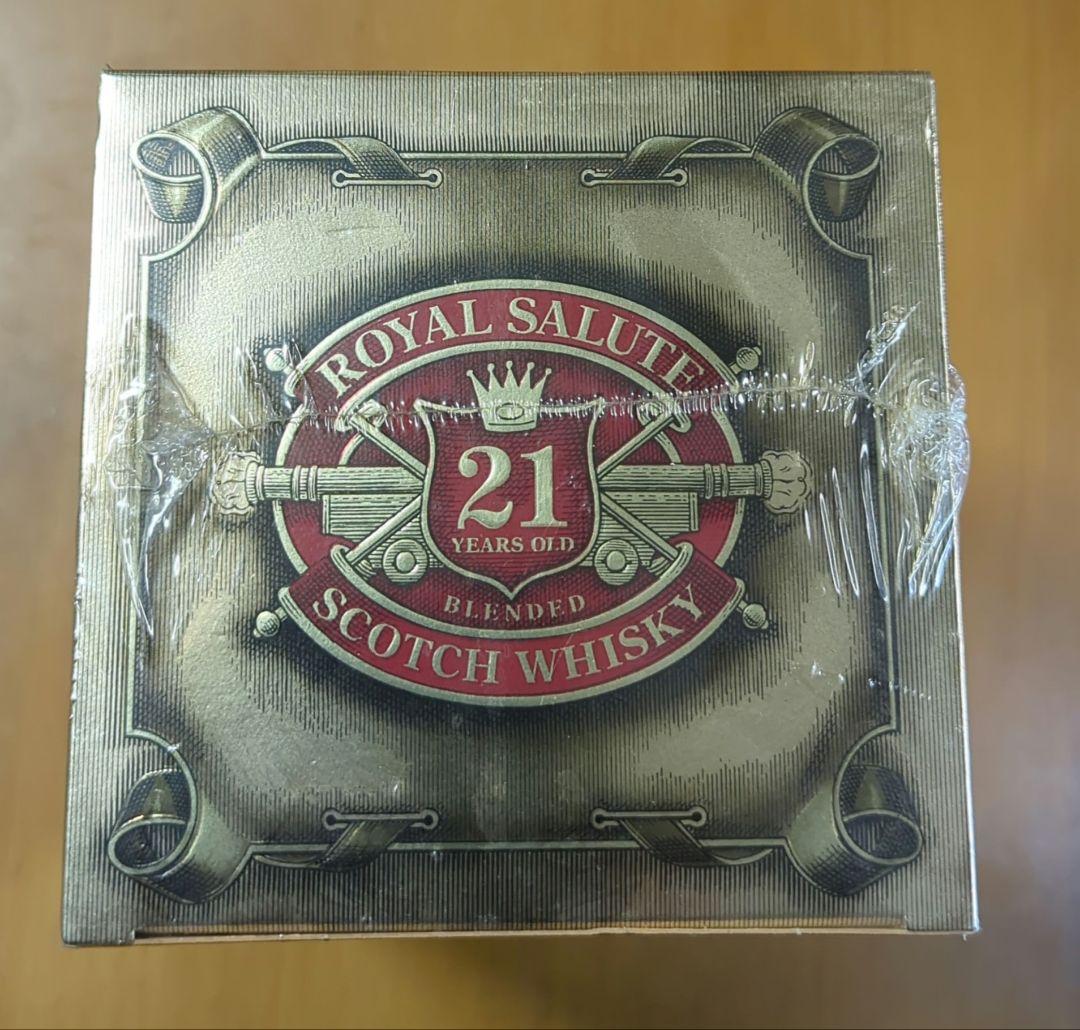 ROYAL SALUTE
21
YEARS OLD
BLENDED
SCOTCH WHISKY